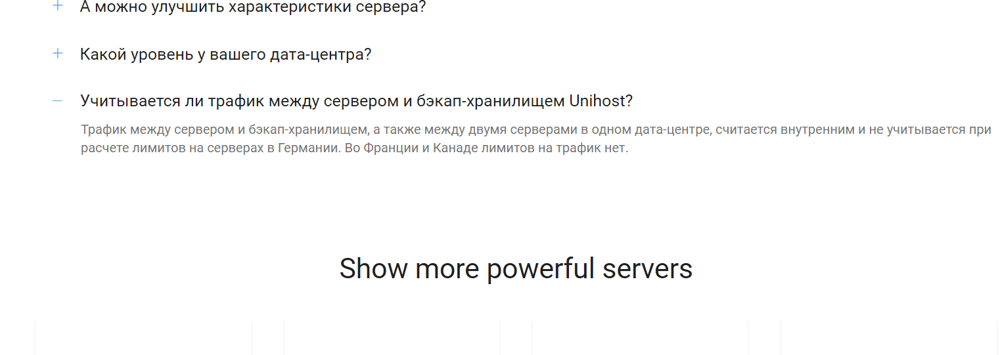 А можно улучшить характеристики сервера?
Какой уровень у вашего дата-центра?
Учитывается ли трафик между сервером и бэкап-хранилищем Unihost?
Трафик между сервером и бэкап-хранилищем, а также между двумя серверами в одном дата-центре, считается внутренним и не учитывается при
расчете лимитов на серверах в Германии. Во Франции и Канаде лимитов на трафик нет.
Show more powerful servers